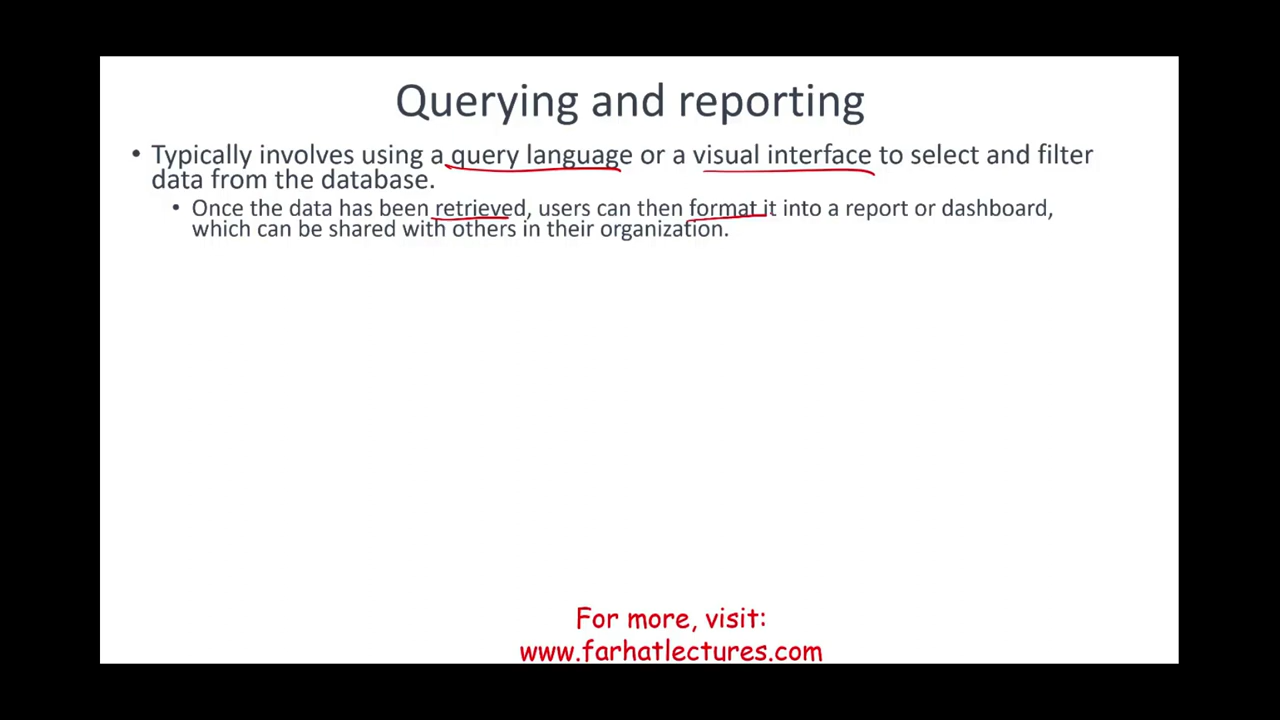 Querying and reporting
• Typically involves using a query language or a visual interface to select and filter
data from the database.
• Once the data has been retrieved, users can then format it into a report or dashboard,
which can be shared with others in their organization.
For more, visit:
www.farhatlectures.com